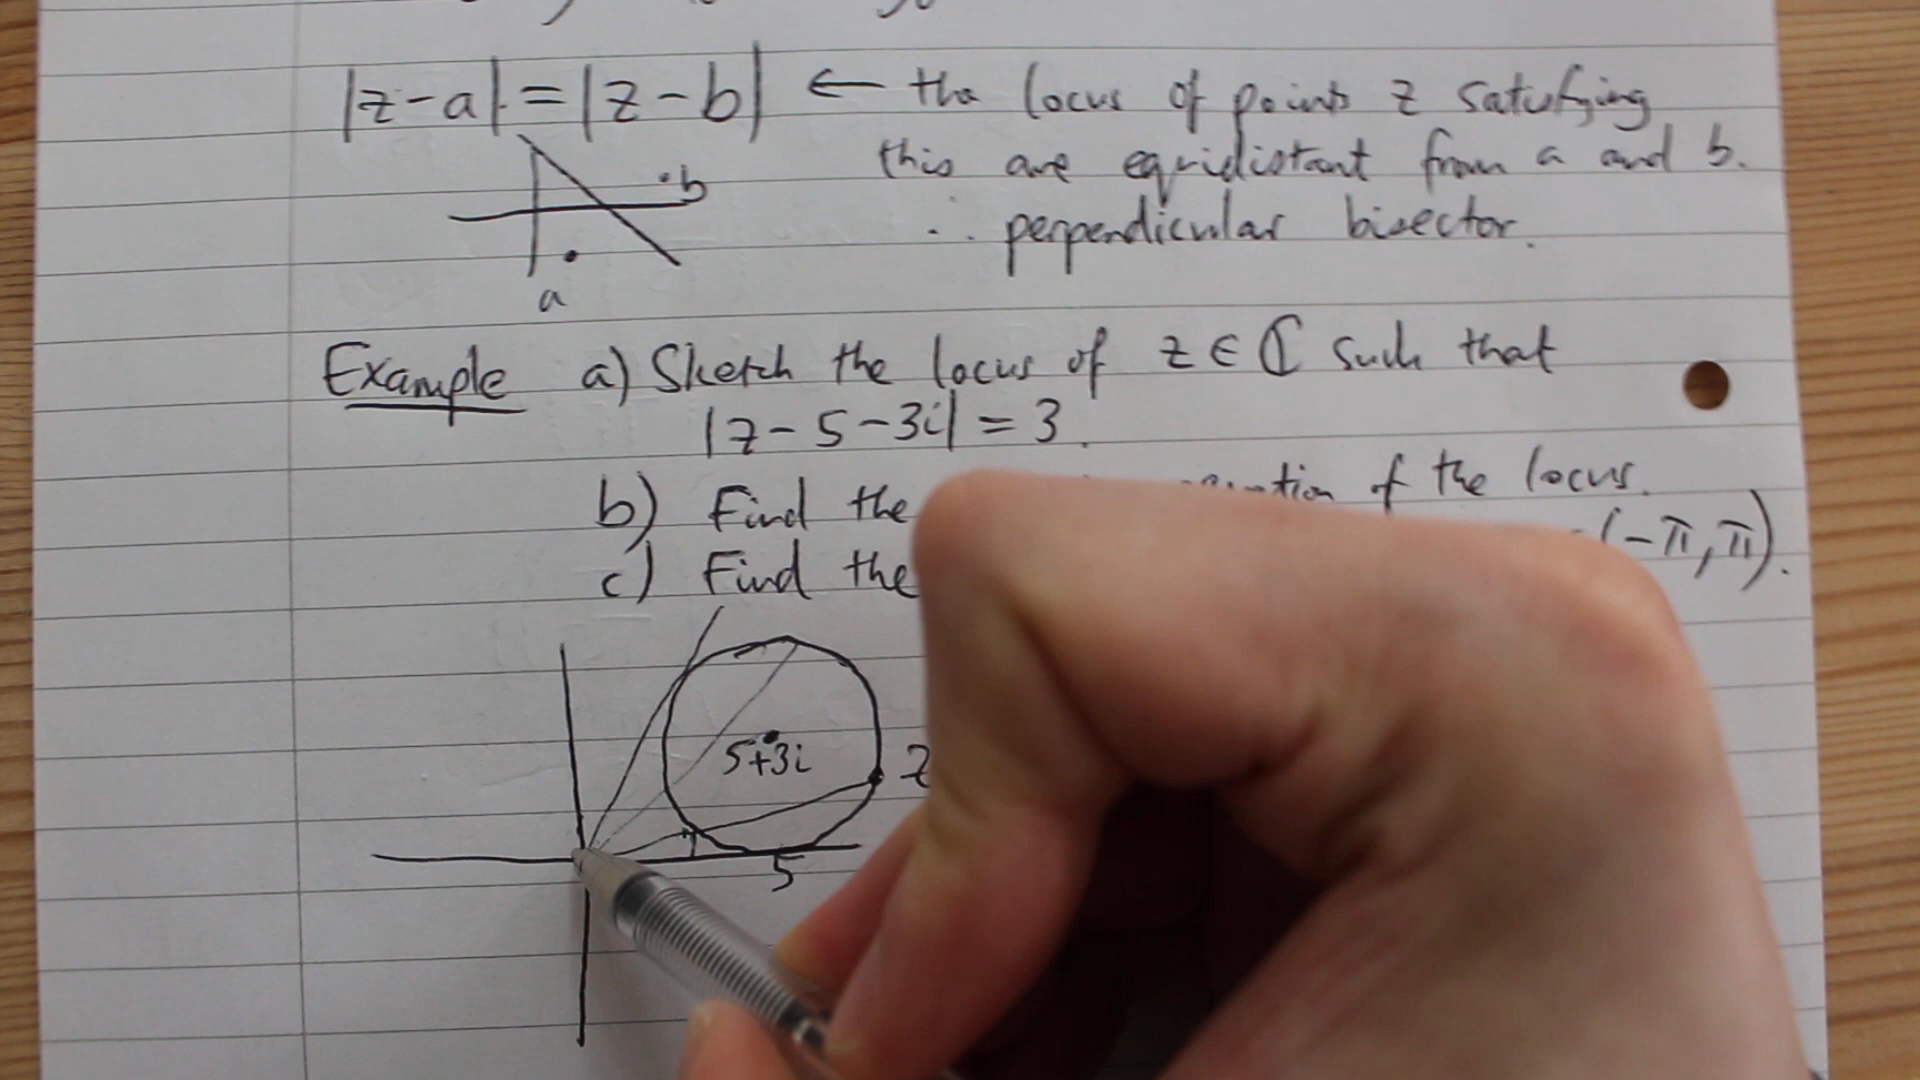 |z-a| = |z-b| ← the locus of points z satisfying
this are equidistant from a and b.
∴ perpendicular bisector.
b
a
Example a) Sketch the locus of z ∈ ℂ such that
|z - 5 - 3i| = 3.
b) Find the of the locus.
c) Find the (-π, π).
5+3i
z
5